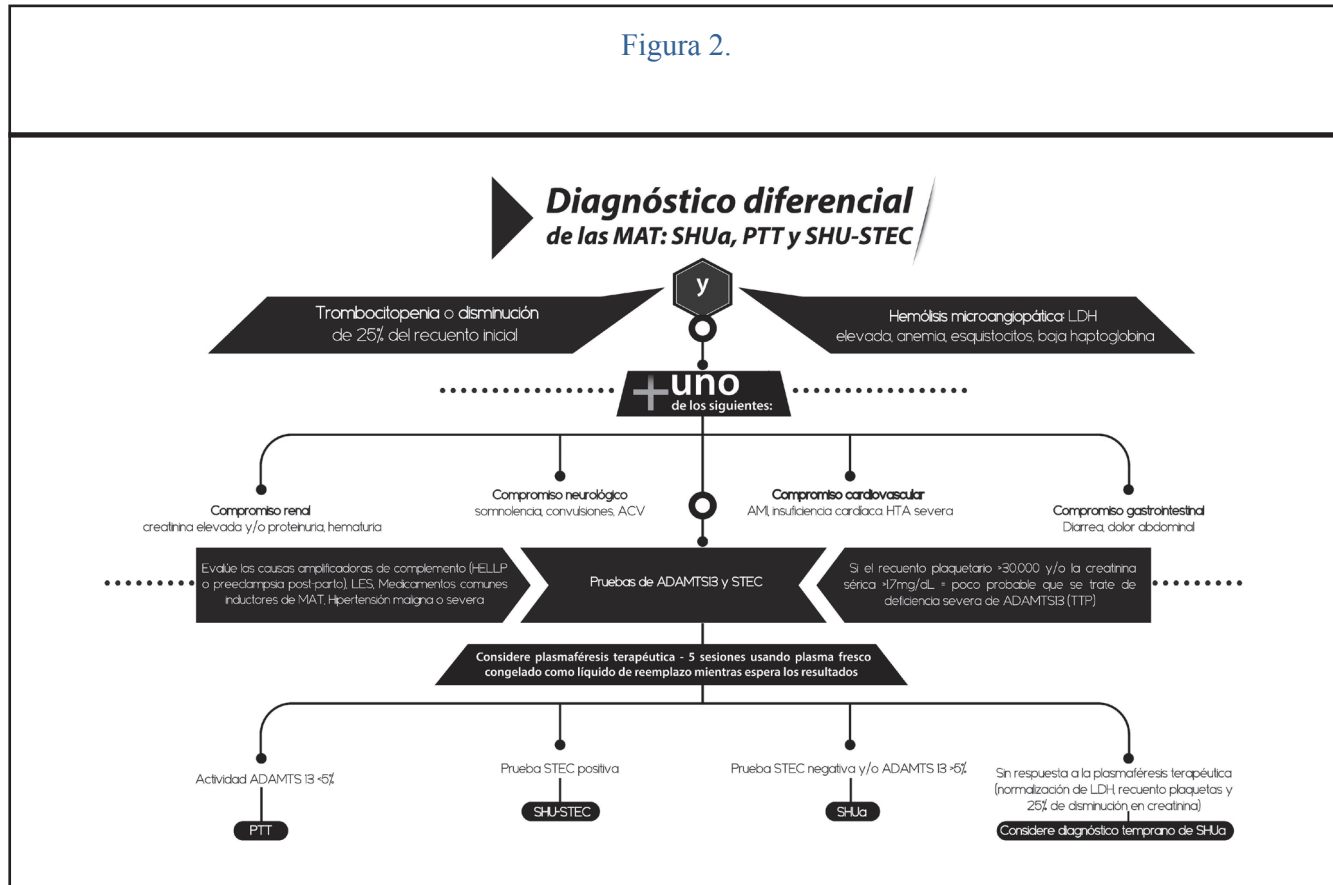 Figura 2.
Diagnóstico diferencial
de las MAT: SHUa, PTT y SHU-STEC
y
Trombocitopenia o disminución
de 25% del recuento inicial
Hemólisis microangiopática: LDH
elevada, anemia, esquistocitos, baja haptoglobina
+uno
de los siguientes:
Compromiso renal
creatinina elevada y/o proteinuria, hematuria
Compromiso neurológico
somnolencia, convulsiones, ACV
Compromiso cardiovascular
AMI, insuficiencia cardíaca. HTA severa
Compromiso gastrointestinal
Diarrea, dolor abdominal
Evalúe las causas amplificadoras de complemento (HELLP
o preeclampsia post-parto), LES, Medicamentos comunes
inductores de MAT, Hipertensión maligna o severa
Pruebas de ADAMTS13 y STEC
Si el recuento plaquetario >30.000 y/o la creatinina
sérica >1.7mg/dL = poco probable que se trate de
deficiencia severa de ADAMTS13 (TTP)
Considere plasmaféresis terapéutica - 5 sesiones usando plasma fresco
congelado como líquido de reemplazo mientras espera los resultados
Actividad ADAMTS 13 <5%
PTT
Prueba STEC positiva
SHU-STEC
Prueba STEC negativa y/o ADAMTS 13 >5%
SHUa
Sin respuesta a la plasmaféresis terapéutica
(normalización de LDH, recuento plaquetas y
25% de disminución en creatinina)
Considere diagnóstico temprano de SHUa